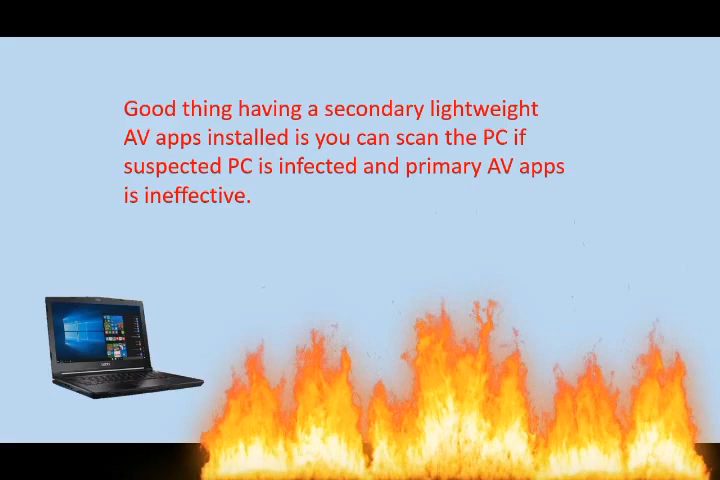 Good thing having a secondary lightweight
AV apps installed is you can scan the PC if
suspected PC is infected and primary AV apps
is ineffective.